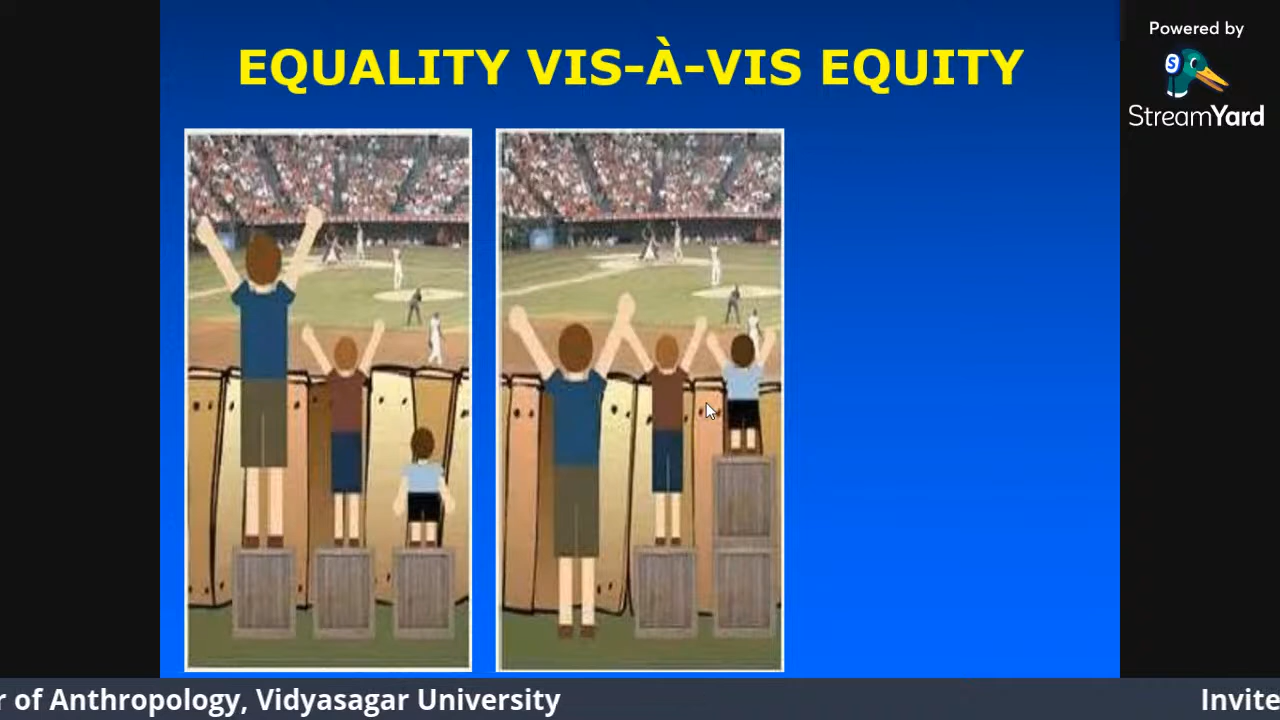 EQUALITY VIS-À-VIS EQUITY
Powered by
StreamYard
r of Anthropology, Vidyasagar University
Invite